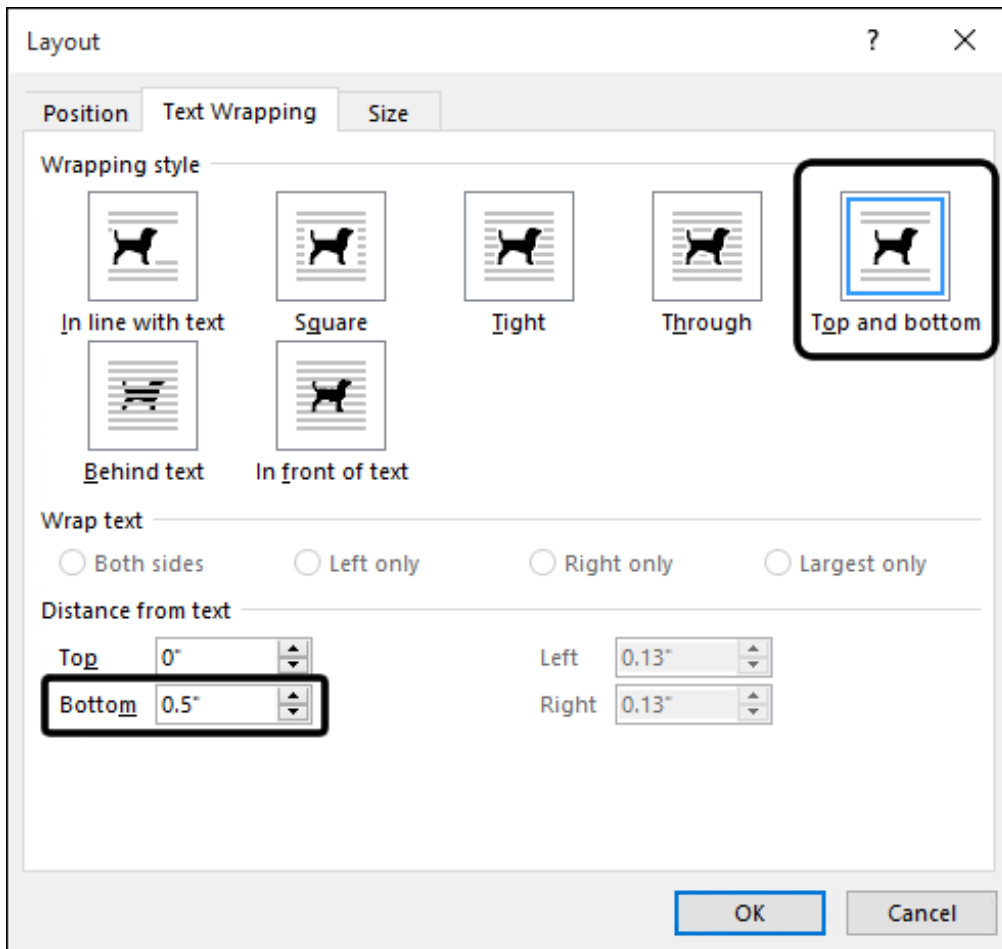 Layout ?
Position Text Wrapping Size
Wrapping style
In line with text Square Tight Through Top and bottom
Behind text In front of text
Wrap text
Both sides Left only Right only Largest only
Distance from text
Top 0" Left 0.13"
Bottom 0.5" Right 0.13"
OK Cancel